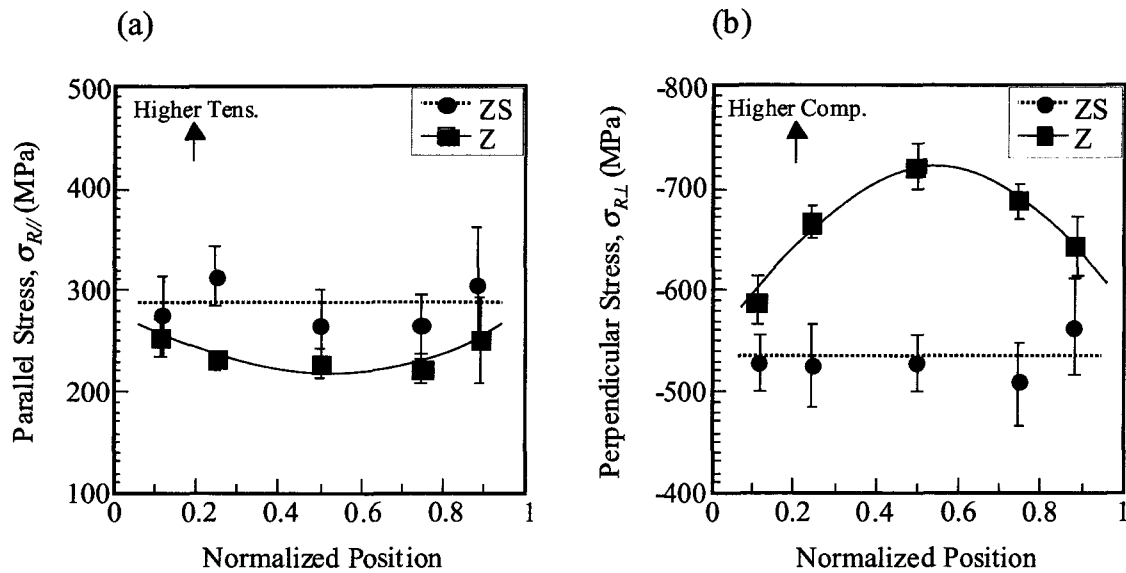 (a)
500
400
300
200
100
Higher Tens.
ZS
Z
Parallel Stress, σR// (MPa)
0
0.2
0.4
0.6
0.8
1
Normalized Position
(b)
-800
-700
-600
-500
-400
Higher Comp.
ZS
Z
Perpendicular Stress, σR⊥ (MPa)
0
0.2
0.4
0.6
0.8
1
Normalized Position